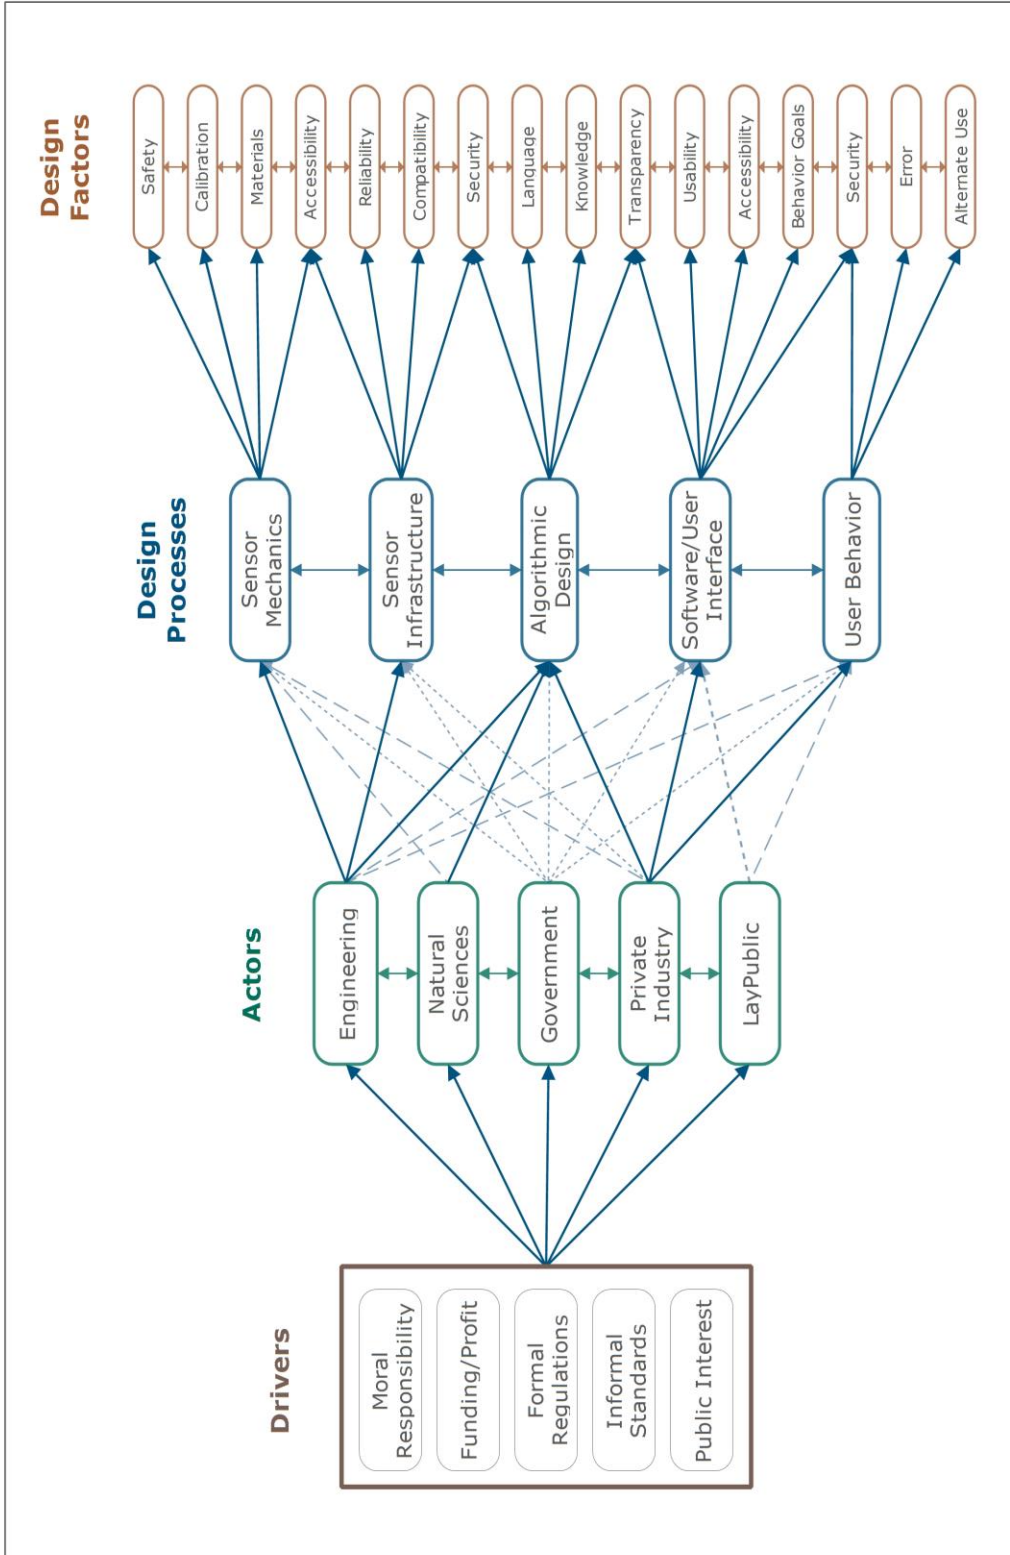 Drivers
Moral
Responsibility
Funding/Profit
Formal
Regulations
Informal
Standards
Public Interest
Actors
Engineering
Natural
Sciences
Government
Private
Industry
LayPublic
Design
Processes
Sensor
Mechanics
Sensor
Infrastructure
Algorithmic
Design
Software/User
Interface
User Behavior
Design
Factors
Safety
Calibration
Materials
Accessibility
Reliability
Compatibility
Security
Language
Knowledge
Transparency
Usability
Accessibility
Behavior Goals
Security
Error
Alternate Use